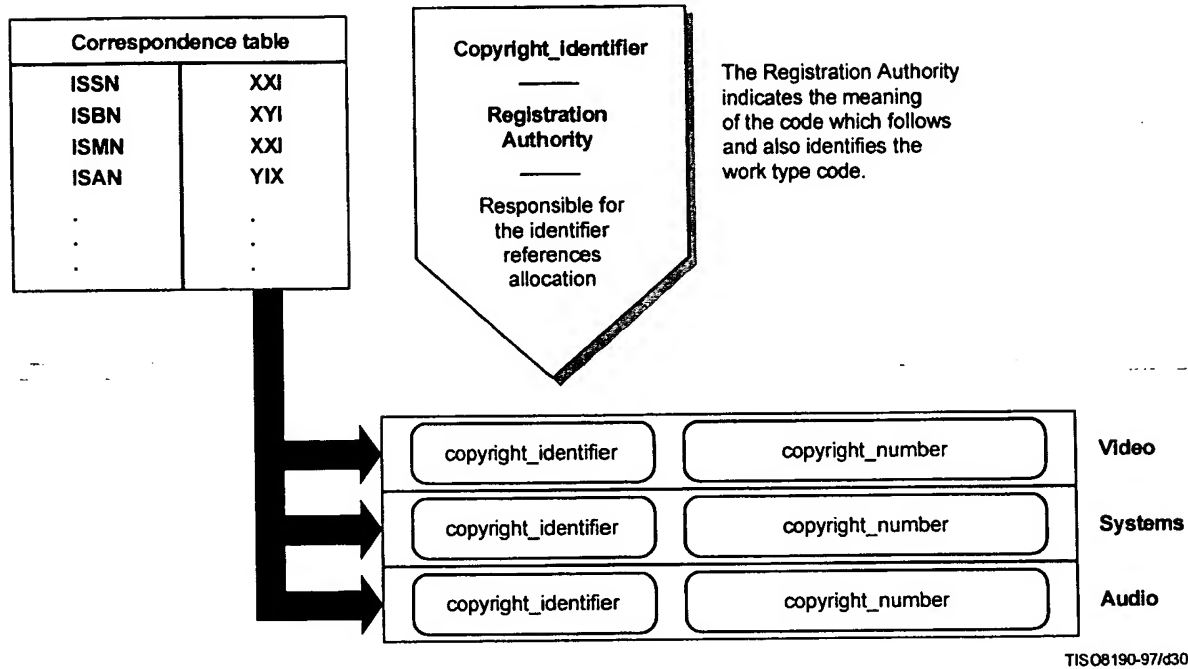 Correspondence table
ISSN XXI
ISBN XYI
ISMN XXI
ISAN YIX
. .
. .
. .
Copyright_identifier
Registration
Authority
Responsible for
the identifier
references
allocation
The Registration Authority
indicates the meaning
of the code which follows
and also identifies the
work type code.
copyright_identifier copyright_number Video
copyright_identifier copyright_number Systems
copyright_identifier copyright_number Audio
TISO8190-97/d30